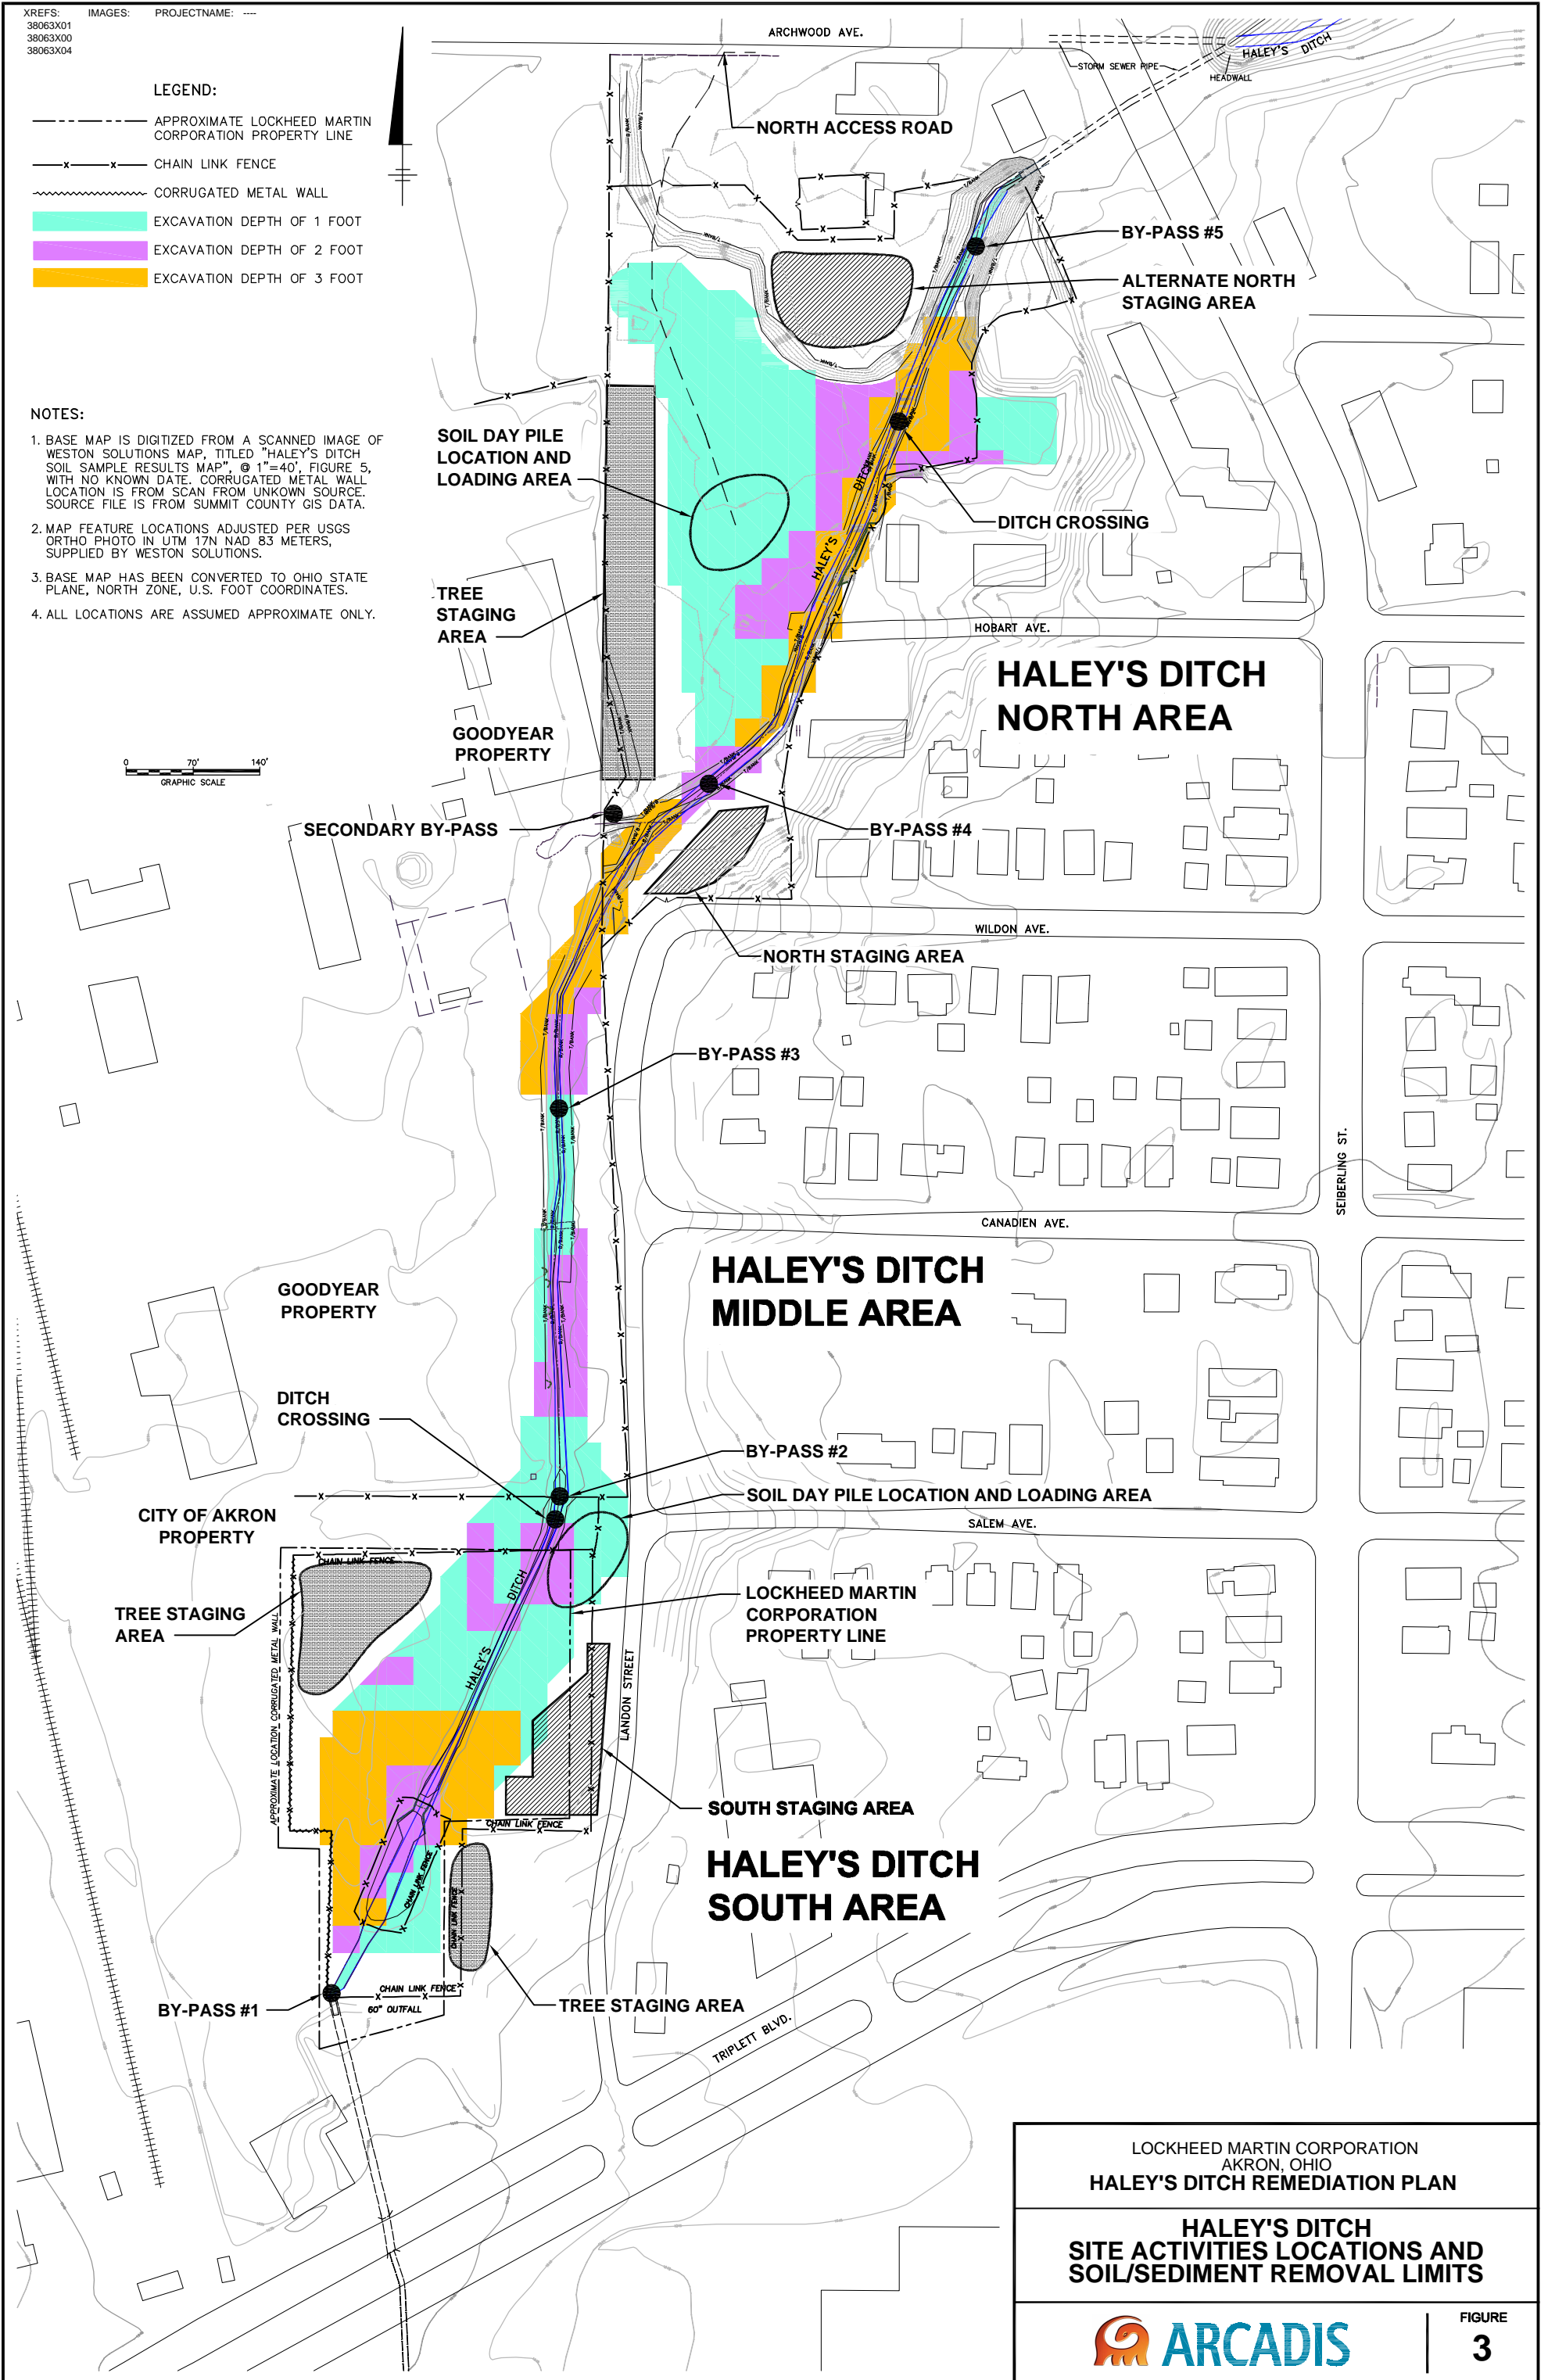 XREFS: IMAGES: PROJECTNAME: ----
38063X01
38063X00
38063X04
LEGEND:
APPROXIMATE LOCKHEED MARTIN
CORPORATION PROPERTY LINE
CHAIN LINK FENCE
CORRUGATED METAL WALL
EXCAVATION DEPTH OF 1 FOOT
EXCAVATION DEPTH OF 2 FOOT
EXCAVATION DEPTH OF 3 FOOT
NOTES:
1. BASE MAP IS DIGITIZED FROM A SCANNED IMAGE OF
WESTON SOLUTIONS MAP, TITLED "HALEY'S DITCH
SOIL SAMPLE RESULTS MAP", @ 1"=40', FIGURE 5,
WITH NO KNOWN DATE. CORRUGATED METAL WALL
LOCATION IS FROM SCAN FROM UNKOWN SOURCE.
SOURCE FILE IS FROM SUMMIT COUNTY GIS DATA.
2. MAP FEATURE LOCATIONS ADJUSTED PER USGS
ORTHO PHOTO IN UTM 17N NAD 83 METERS,
SUPPLIED BY WESTON SOLUTIONS.
3. BASE MAP HAS BEEN CONVERTED TO OHIO STATE
PLANE, NORTH ZONE, U.S. FOOT COORDINATES.
4. ALL LOCATIONS ARE ASSUMED APPROXIMATE ONLY.
0 70' 140'
GRAPHIC SCALE
ARCHWOOD AVE.
HALEY'S DITCH
STORM SEWER PIPE
HEADWALL
NORTH ACCESS ROAD
BY-PASS #5
ALTERNATE NORTH
STAGING AREA
SOIL DAY PILE
LOCATION AND
LOADING AREA
DITCH CROSSING
HALEY'S DITCH
TREE
STAGING
AREA
HOBART AVE.
HALEY'S DITCH
NORTH AREA
GOODYEAR
PROPERTY
SECONDARY BY-PASS
BY-PASS #4
WILDON AVE.
NORTH STAGING AREA
BY-PASS #3
SEIBERLING ST.
CANADIEN AVE.
HALEY'S DITCH
MIDDLE AREA
GOODYEAR
PROPERTY
DITCH
CROSSING
BY-PASS #2
SOIL DAY PILE LOCATION AND LOADING AREA
CITY OF AKRON
PROPERTY
SALEM AVE.
CHAIN LINK FENCE
TREE STAGING
AREA
LOCKHEED MARTIN
CORPORATION
PROPERTY LINE
APPROXIMATE LOCATION CORRUGATED METAL WALL
HALEY'S DITCH
LANDON STREET
SOUTH STAGING AREA
CHAIN LINK FENCE
HALEY'S DITCH
SOUTH AREA
CHAIN LINK FENCE
CHAIN LINK FENCE
CHAIN LINK FENCE
60" OUTFALL
BY-PASS #1
TREE STAGING AREA
TRIPLETT BLVD.
LOCKHEED MARTIN CORPORATION
AKRON, OHIO
HALEY'S DITCH REMEDIATION PLAN
HALEY'S DITCH
SITE ACTIVITIES LOCATIONS AND
SOIL/SEDIMENT REMOVAL LIMITS
ARCADIS
FIGURE
3